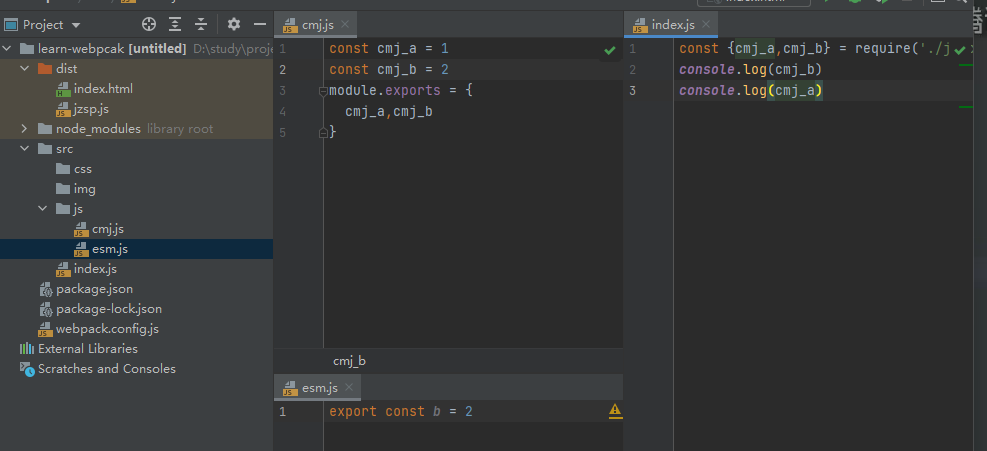 Project
learn-webpcak [untitled] D:\study\proje
dist
index.html
jzsp.js
node_modules library root
src
css
img
js
cmj.js
esm.js
index.js
package.json
package-lock.json
webpack.config.js
External Libraries
Scratches and Consoles
cmj.js
1 const cmj_a = 1
2 const cmj_b = 2
3 module.exports = {
4 cmj_a,cmj_b
5 }
cmj_b
esm.js
1 export const b = 2
index.js
1 const {cmj_a,cmj_b} = require('./j
2 console.log(cmj_b)
3 console.log(cmj_a)